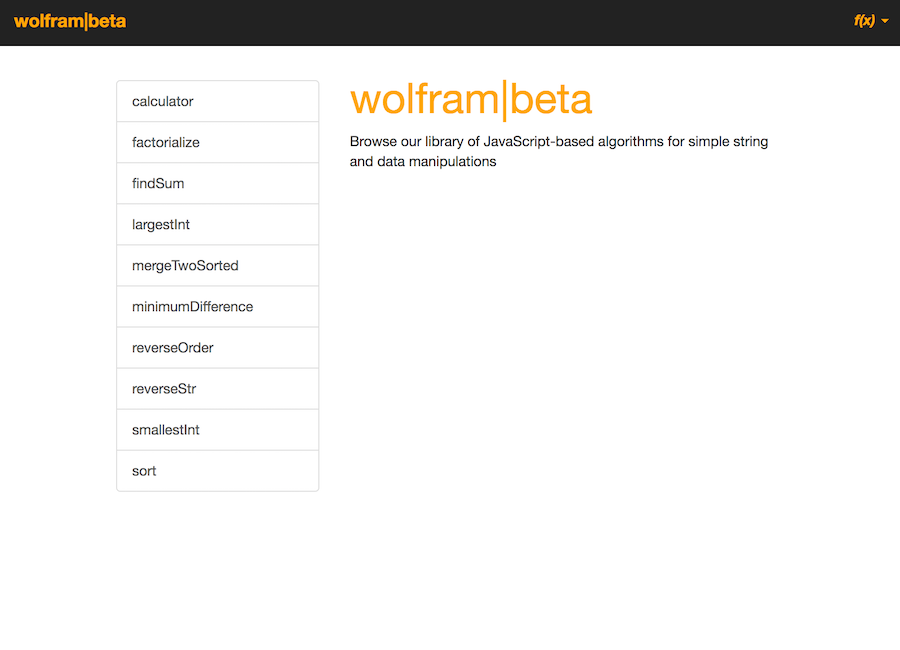 wolfram|beta
f(x)
calculator
factorialize
findSum
largestInt
mergeTwoSorted
minimumDifference
reverseOrder
reverseStr
smallestInt
sort
wolfram|beta
Browse our library of JavaScript-based algorithms for simple string
and data manipulations